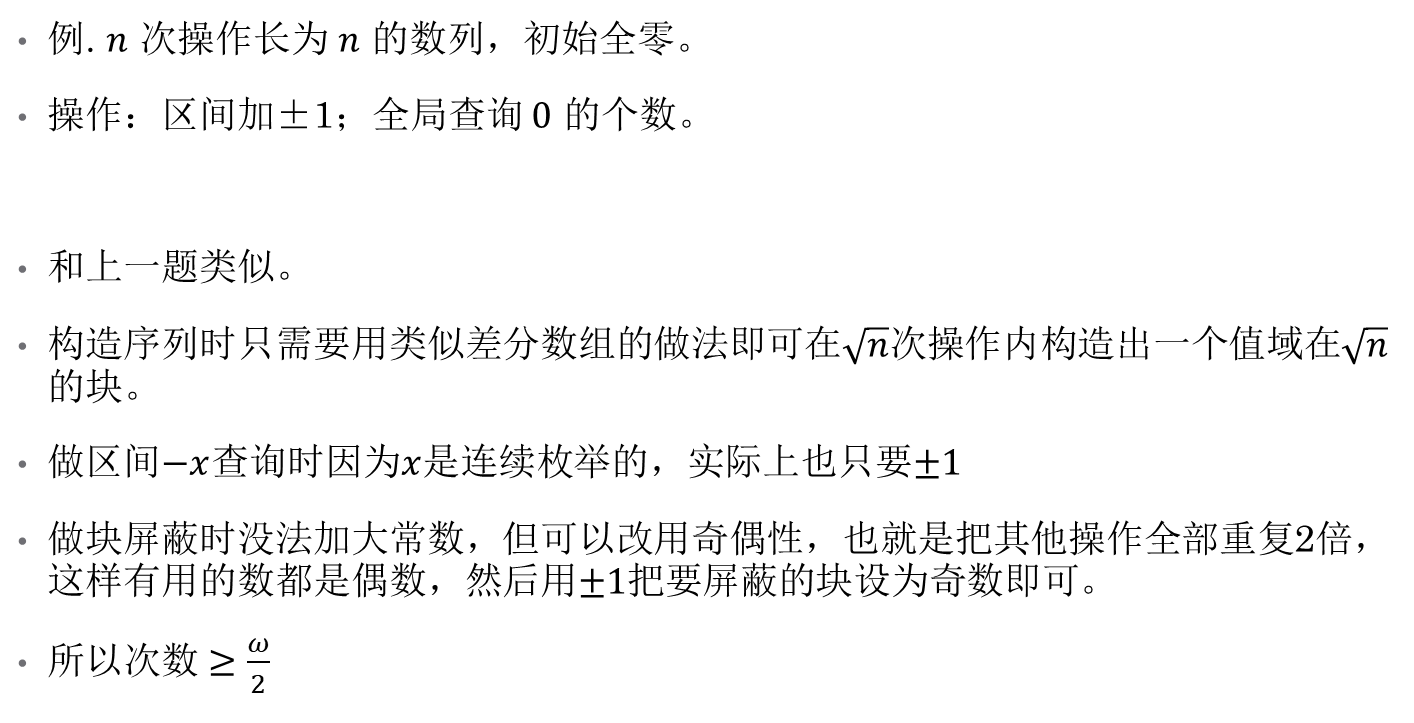 • 例. n 次操作长为 n 的数列，初始全零。
• 操作：区间加±1；全局查询 0 的个数。
• 和上一题类似。
• 构造序列时只需要用类似差分数组的做法即可在√n次操作内构造出一个值域在√n
的块。
• 做区间−x查询时因为x是连续枚举的，实际上也只要±1
• 做块屏蔽时没法加大常数，但可以改用奇偶性，也就是把其他操作全部重复2倍，
这样有用的数都是偶数，然后用±1把要屏蔽的块设为奇数即可。
• 所以次数 ≥ ω/2